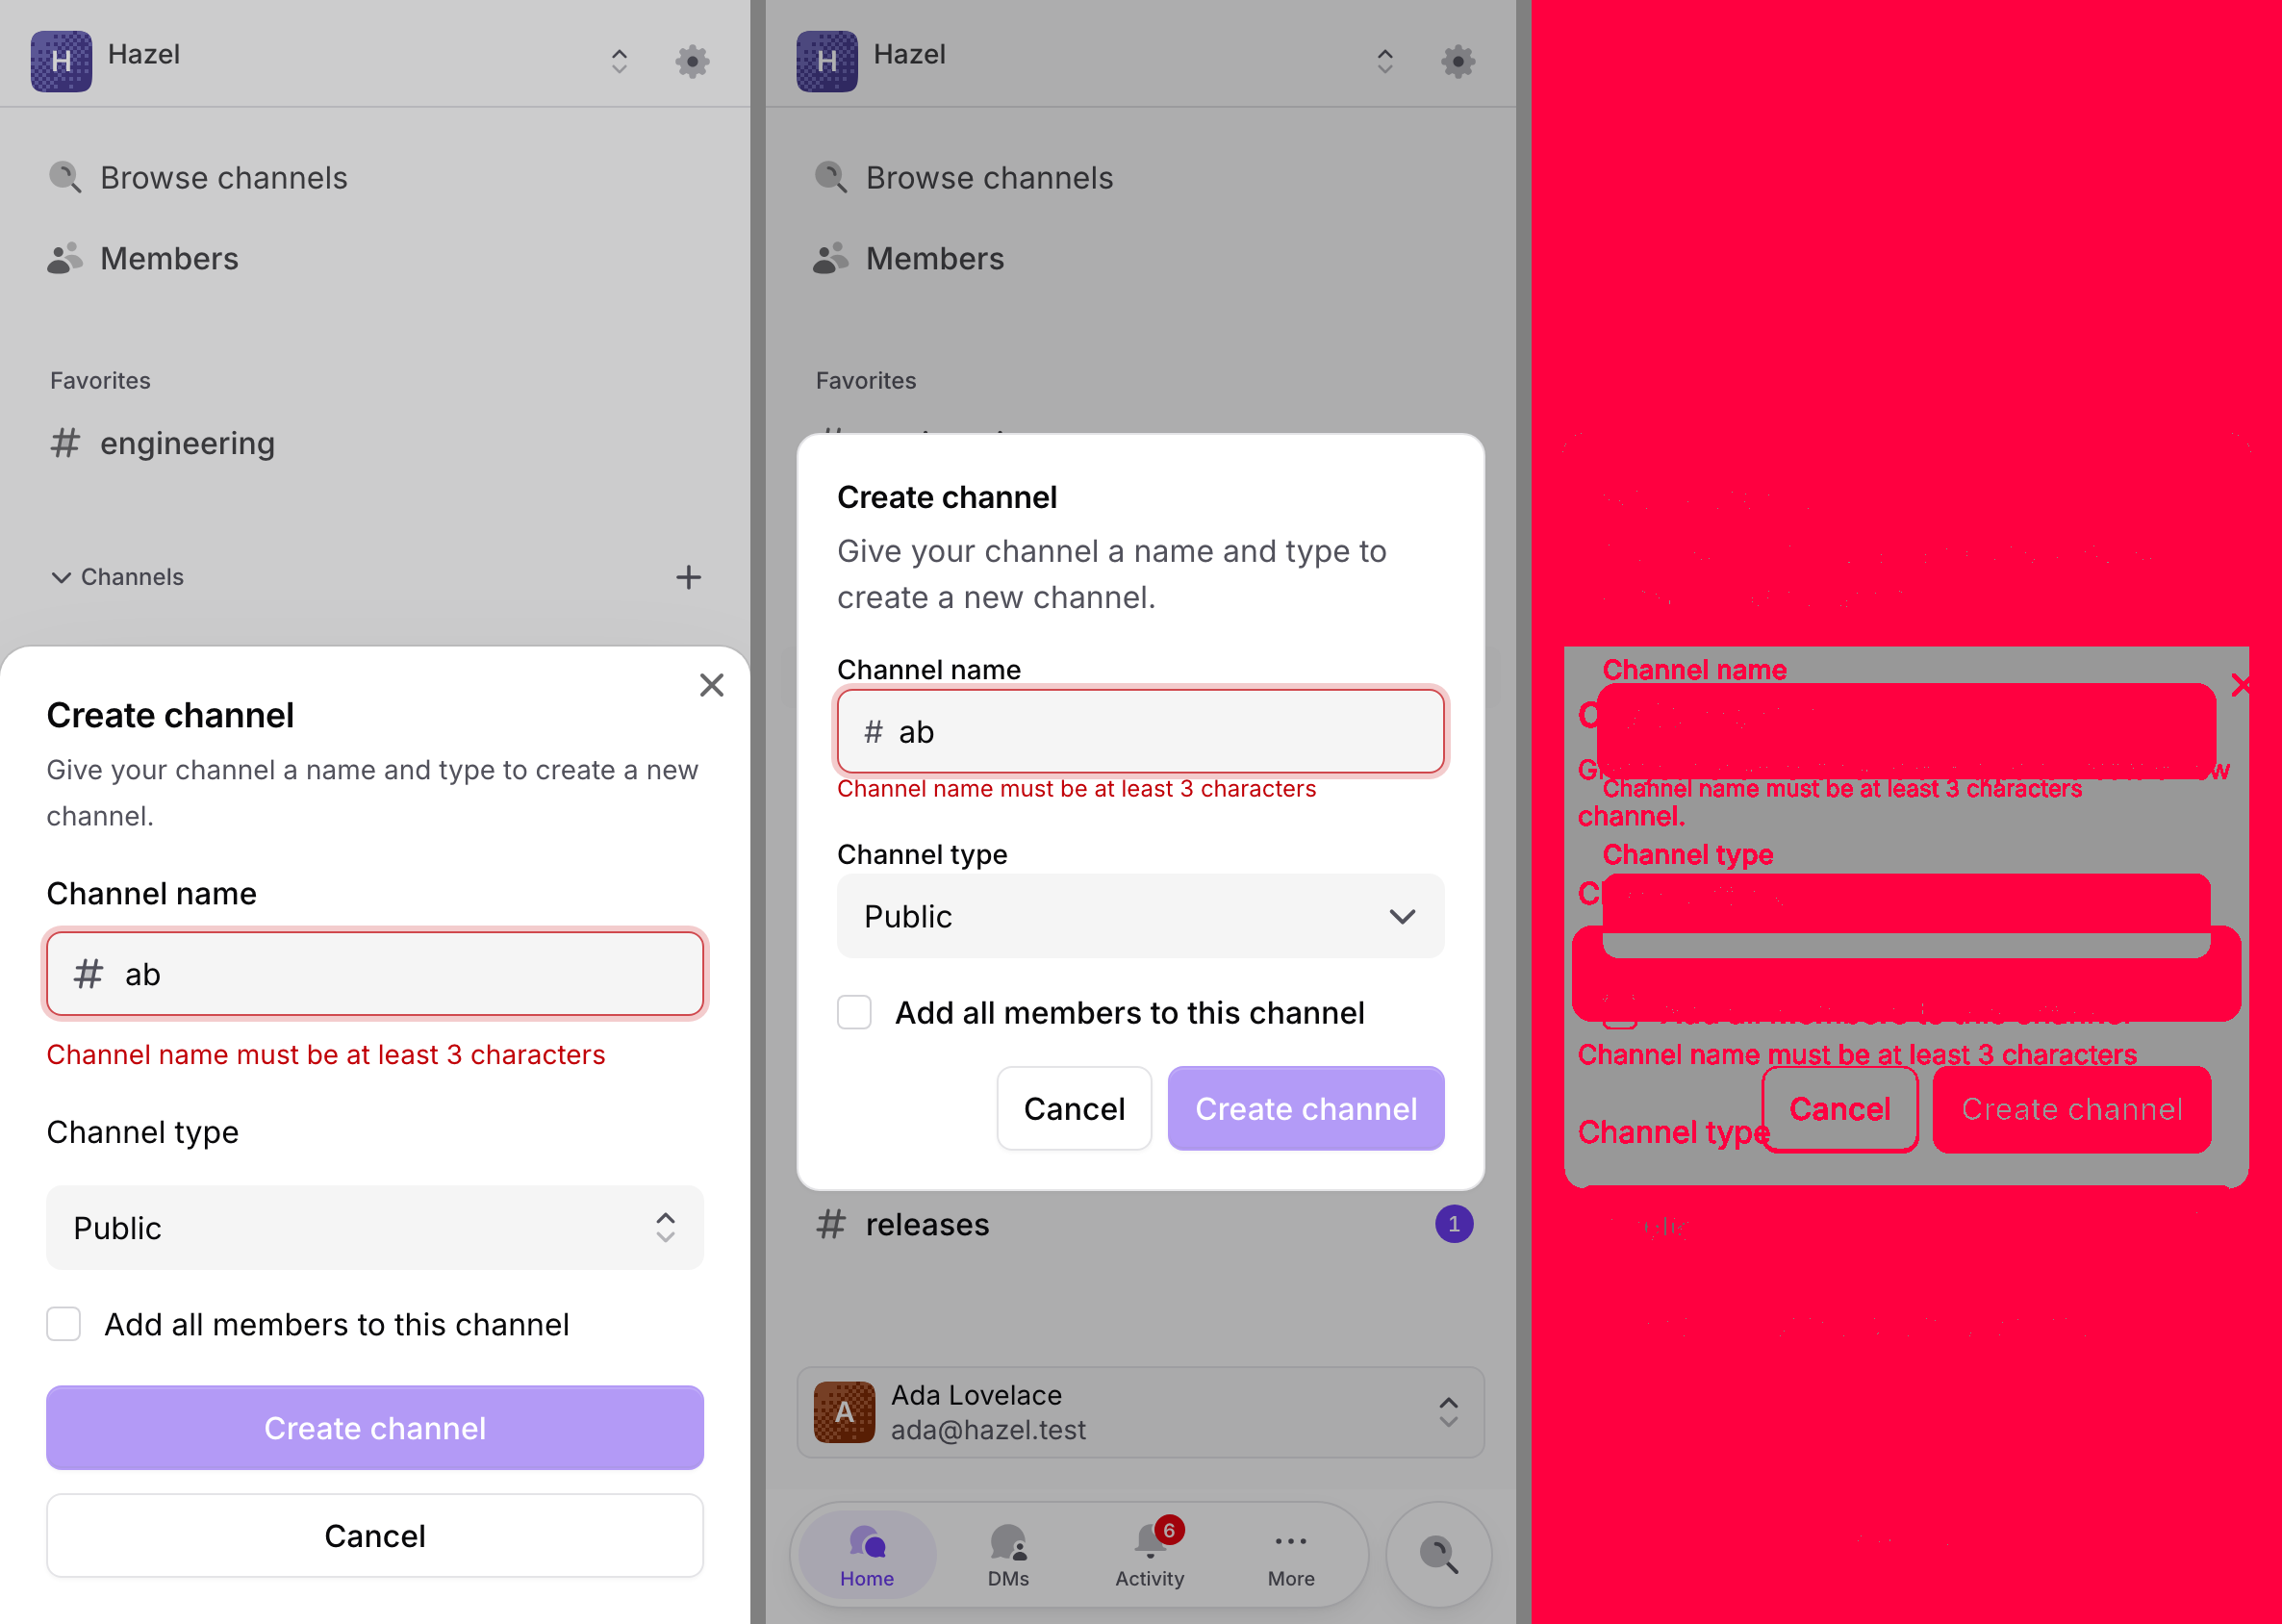 H Hazel
Browse channels
Members
Favorites
# engineering
Channels
Create channel
Give your channel a name and type to create a new
channel.
Channel name
# ab
Channel name must be at least 3 characters
Channel type
Public
Add all members to this channel
Create channel
Cancel
H Hazel
Browse channels
Members
Favorites
Create channel
Give your channel a name and type to
create a new channel.
Channel name
# ab
Channel name must be at least 3 characters
Channel type
Public
Add all members to this channel
Cancel Create channel
# releases 1
A Ada Lovelace
ada@hazel.test
6
Home DMs Activity More
Channel name
Channel name must be at least 3 characters
channel.
Channel type
Channel name must be at least 3 characters
Cancel Create channel
Channel type